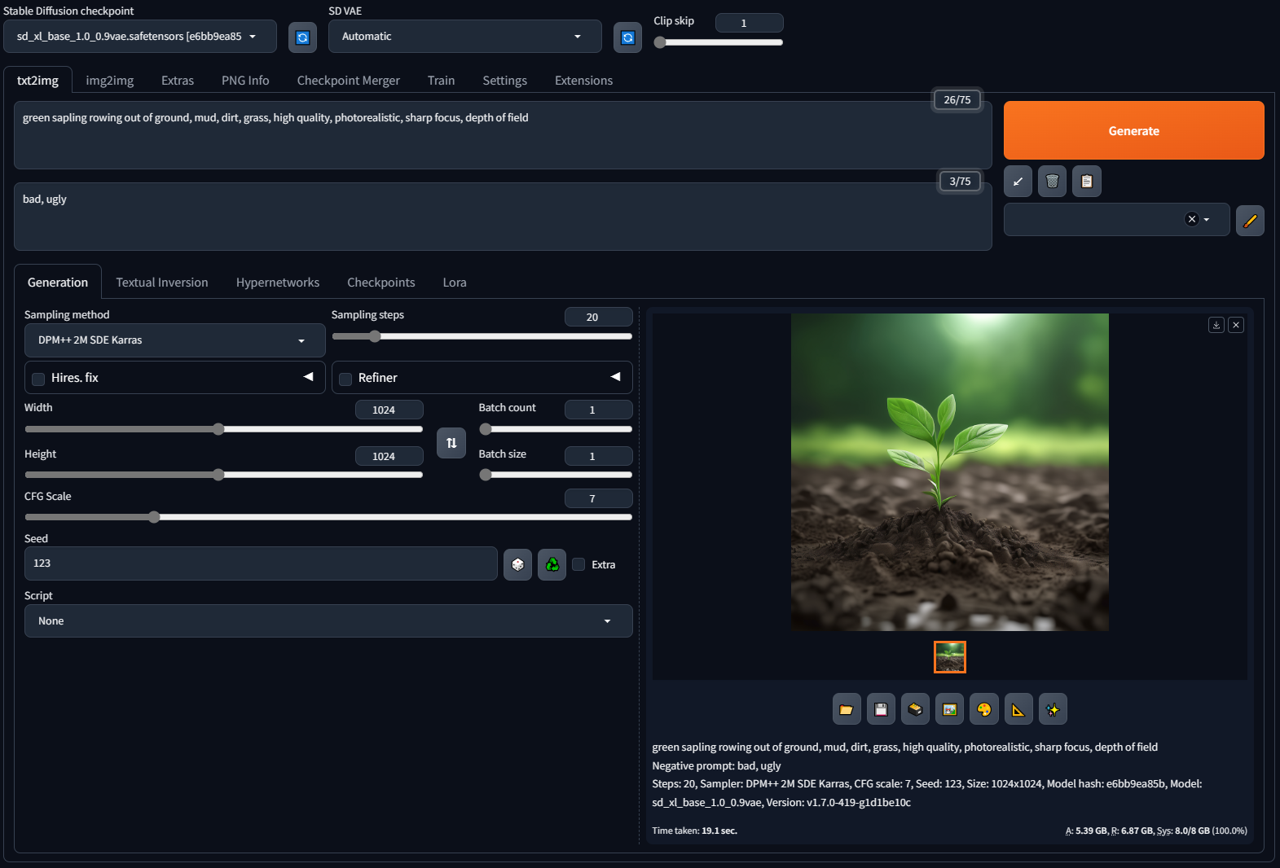 Stable Diffusion checkpoint
SD VAE
Clip skip
1
sd_xl_base_1.0_0.9vae.safetensors [e6bb9ea85
Automatic
txt2img
img2img
Extras
PNG Info
Checkpoint Merger
Train
Settings
Extensions
26/75
green sapling rowing out of ground, mud, dirt, grass, high quality, photorealistic, sharp focus, depth of field
Generate
3/75
bad, ugly
Generation
Textual Inversion
Hypernetworks
Checkpoints
Lora
Sampling method
DPM++ 2M SDE Karras
Sampling steps
20
Hires. fix
Refiner
Width
1024
Batch count
1
Height
1024
Batch size
1
CFG Scale
7
Seed
123
Extra
Script
None
green sapling rowing out of ground, mud, dirt, grass, high quality, photorealistic, sharp focus, depth of field
Negative prompt: bad, ugly
Steps: 20, Sampler: DPM++ 2M SDE Karras, CFG scale: 7, Seed: 123, Size: 1024x1024, Model hash: e6bb9ea85b, Model:
sd_xl_base_1.0_0.9vae, Version: v1.7.0-419-g1d1be10c
Time taken: 19.1 sec.
A: 5.39 GB, R: 6.87 GB, Sys: 8.0/8 GB (100.0%)